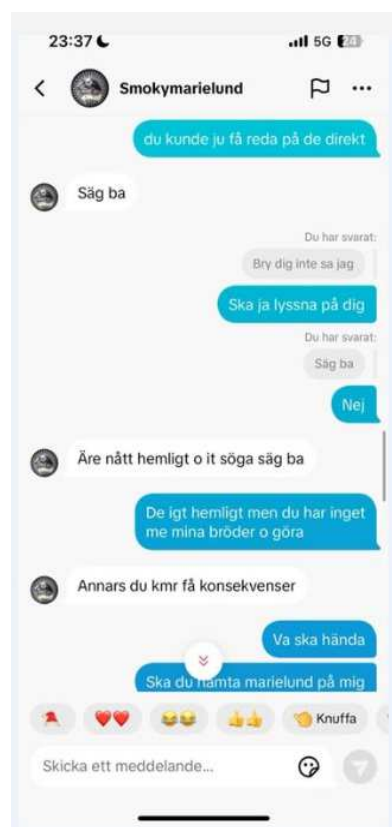 23:37
5G 24
Smokymarielund
du kunde ju få reda på de direkt
Säg ba
Du har svarat:
Bry dig inte sa jag
Ska ja lyssna på dig
Du har svarat:
Säg ba
Nej
Äre nått hemligt o it söga säg ba
De igt hemligt men du har inget
me mina bröder o göra
Annars du kmr få konsekvenser
Va ska hända
Ska du hämta marielund på mig
Knuffa
Skicka ett meddelande...